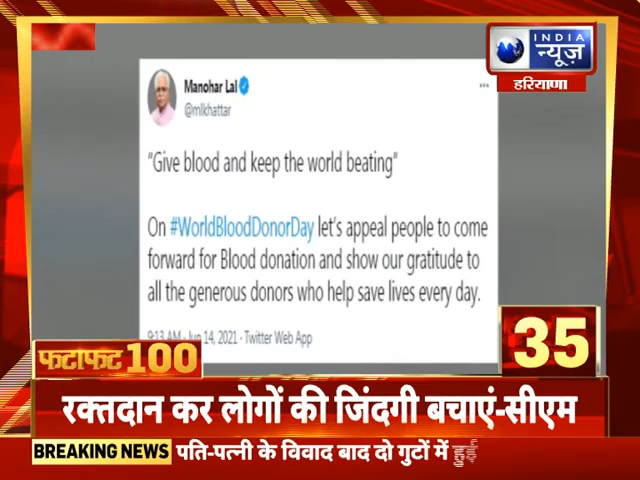 INDIA
न्यूज़
हरियाणा
Manohar Lal
@mlkhattar
"Give blood and keep the world beating"
On #WorldBloodDonorDay let's appeal people to come
forward for Blood donation and show our gratitude to
all the generous donors who help save lives every day.
9:13 AM · Jun 14, 2021 · Twitter Web App
फटाफट 100
35
रक्तदान कर लोगों की जिंदगी बचाएं-सीएम
BREAKING NEWS पति-पत्नी के विवाद बाद दो गुटों में हुई